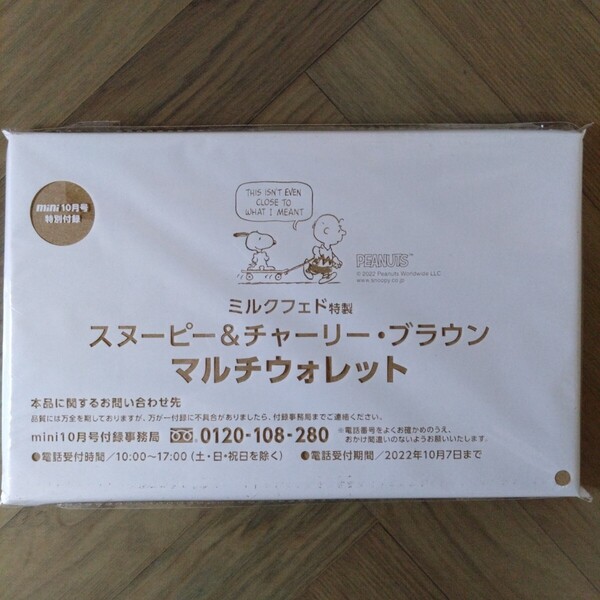 mini 10月号
特別付録
THIS ISN'T EVEN
CLOSE TO
WHAT I MEANT
PEANUTS™
© 2022 Peanuts Worldwide LLC
www.snoopy.co.jp
ミルクフェド特製
スヌーピー&チャーリー・ブラウン
マルチウォレット
本品に関するお問い合わせ先
品質には万全を期しておりますが、万が一付録に不具合がありましたら、付録事務局までご連絡ください。
mini10月号付録事務局 0120-108-280 ※電話番号をよくお確かめのうえ、
おかけ間違いのないようお願いいたします。
●電話受付時間/10:00〜17:00 (土・日・祝日を除く) ●電話受付期間/2022年10月7日まで